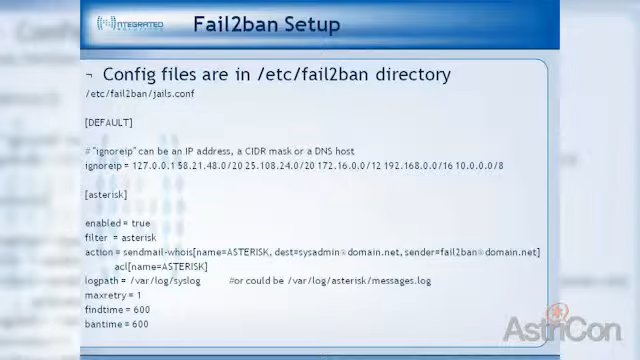 INTEGRATED
Fail2ban Setup
¬ Config files are in /etc/fail2ban directory
/etc/fail2ban/jails.conf
[DEFAULT]
# "ignoreip" can be an IP address, a CIDR mask or a DNS host
ignoreip = 127.0.0.1 58.21.48.0/20 25.108.24.0/20 172.16.0.0/12 192.168.0.0/16 10.0.0.0/8
[asterisk]
enabled = true
filter = asterisk
action = sendmail-whois[name=ASTERISK, dest=sysadmin@domain.net, sender=fail2ban@domain.net]
acl[name=ASTERISK]
logpath = /var/log/syslog #or could be /var/log/asterisk/messages.log
maxretry = 1
findtime = 600
bantime = 600
AstriCon